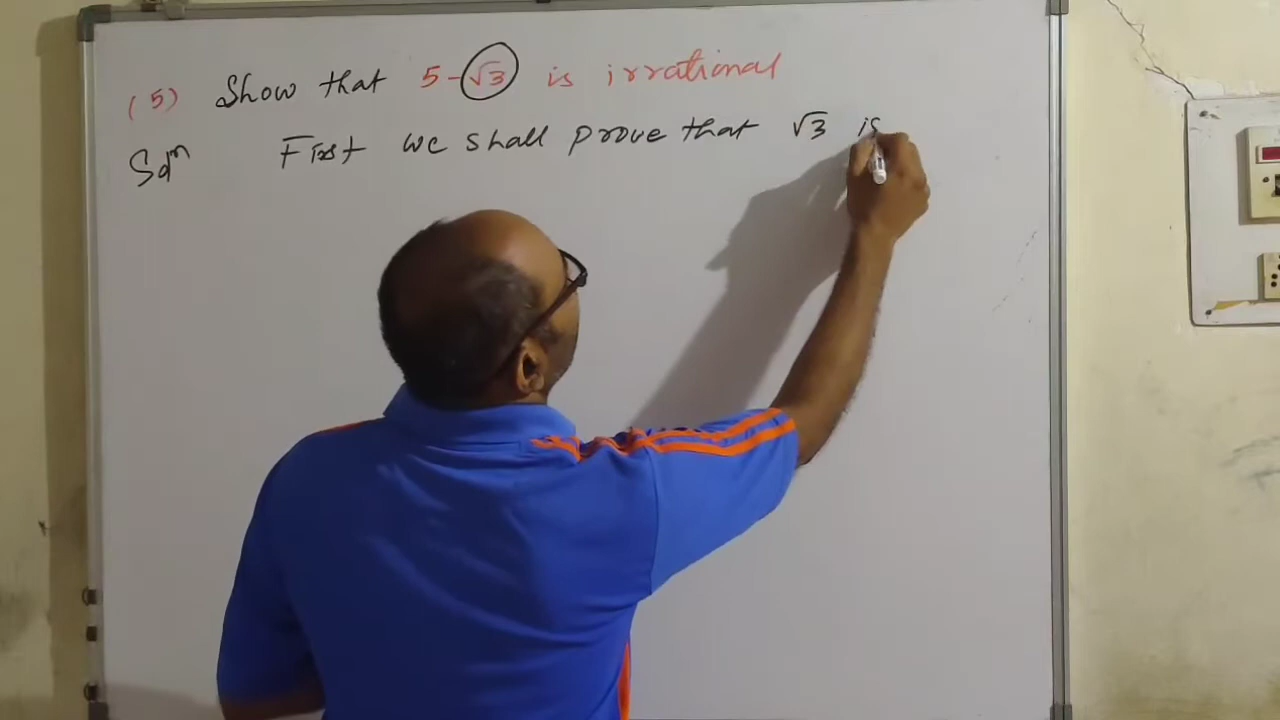 (5) Show that 5-√3 is irrational
Solⁿ First we shall prove that √3 is